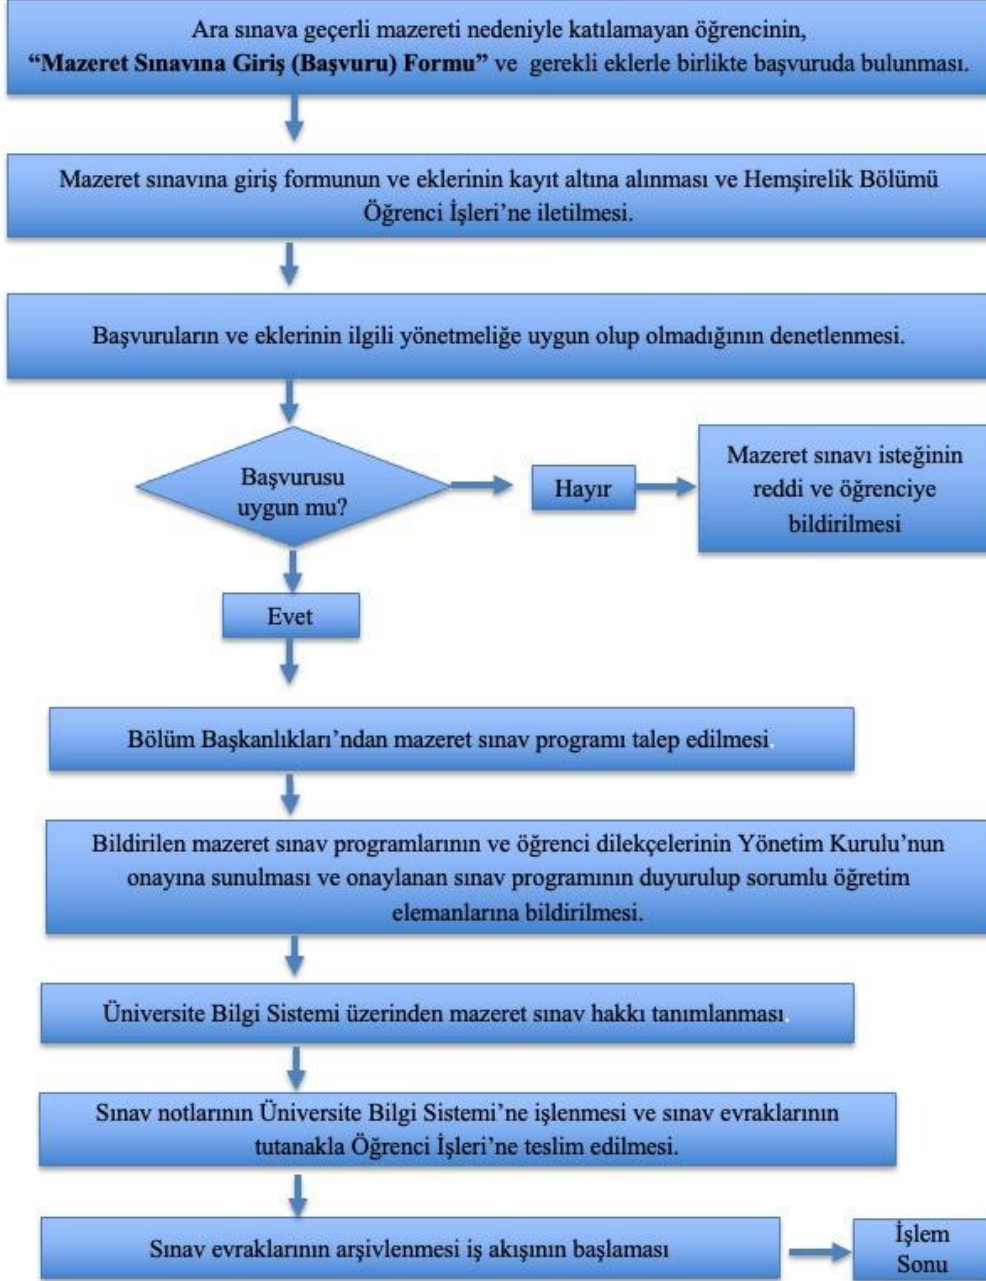 Ara sınava geçerli mazereti nedeniyle katılamayan öğrencinin,
“Mazeret Sınavına Giriş (Başvuru) Formu” ve gerekli eklerle birlikte başvuruda bulunması.
Mazeret sınavına giriş formunun ve eklerinin kayıt altına alınması ve Hemşirelik Bölümü
Öğrenci İşleri’ne iletilmesi.
Başvuruların ve eklerinin ilgili yönetmeliğe uygun olup olmadığının denetlenmesi.
Başvurusu
uygun mu?
Hayır
Mazeret sınavı isteğinin
reddi ve öğrenciye
bildirilmesi
Evet
Bölüm Başkanlıkları’ndan mazeret sınav programı talep edilmesi.
Bildirilen mazeret sınav programlarının ve öğrenci dilekçelerinin Yönetim Kurulu’nun
onayına sunulması ve onaylanan sınav programının duyurulup sorumlu öğretim
elemanlarına bildirilmesi.
Üniversite Bilgi Sistemi üzerinden mazeret sınav hakkı tanımlanması.
Sınav notlarının Üniversite Bilgi Sistemi’ne işlenmesi ve sınav evraklarının
tutanakla Öğrenci İşleri’ne teslim edilmesi.
Sınav evraklarının arşivlenmesi iş akışının başlaması
İşlem
Sonu